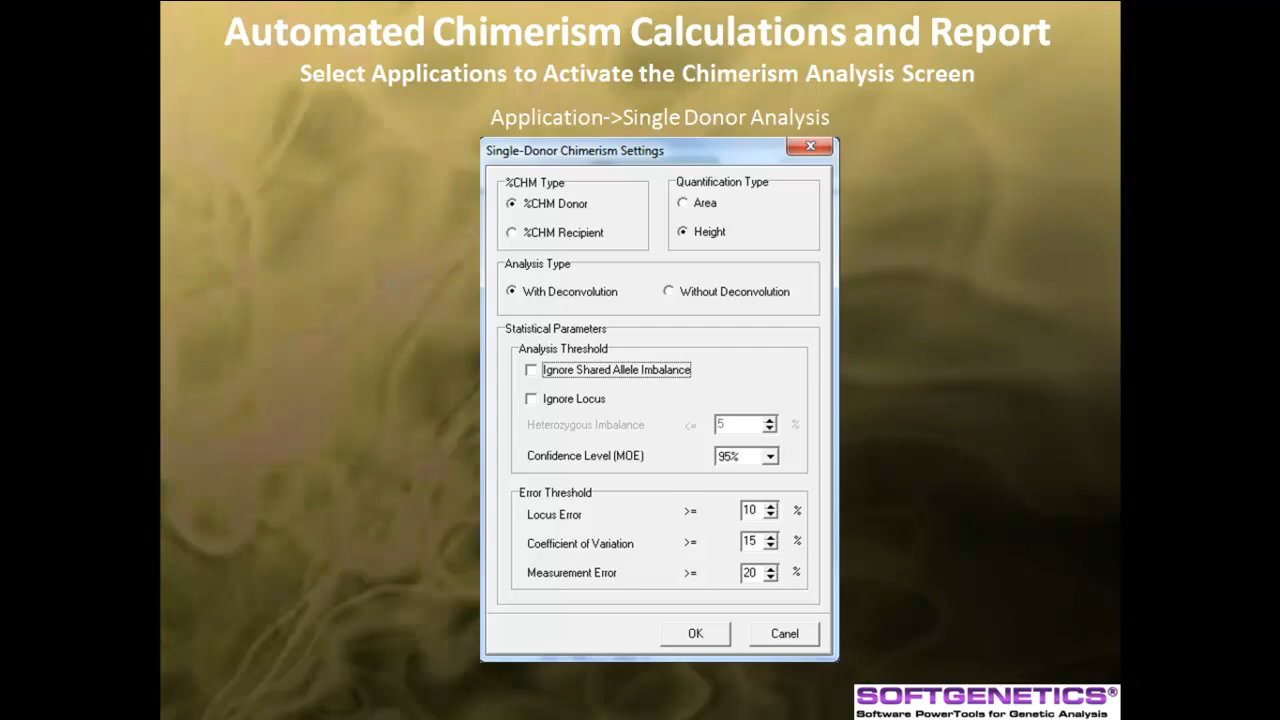 Automated Chimerism Calculations and Report
Select Applications to Activate the Chimerism Analysis Screen
Application->Single Donor Analysis
Single-Donor Chimerism Settings
%CHM Type
%CHM Donor
%CHM Recipient
Quantification Type
Area
Height
Analysis Type
With Deconvolution
Without Deconvolution
Statistical Parameters
Analysis Threshold
Ignore Shared Allele Imbalance
Ignore Locus
Heterozygous Imbalance <= 5 %
Confidence Level (MOE) 95%
Error Threshold
Locus Error >= 10 %
Coefficient of Variation >= 15 %
Measurement Error >= 20 %
OK
Canel
SOFTGENETICS®
Software PowerTools for Genetic Analysis